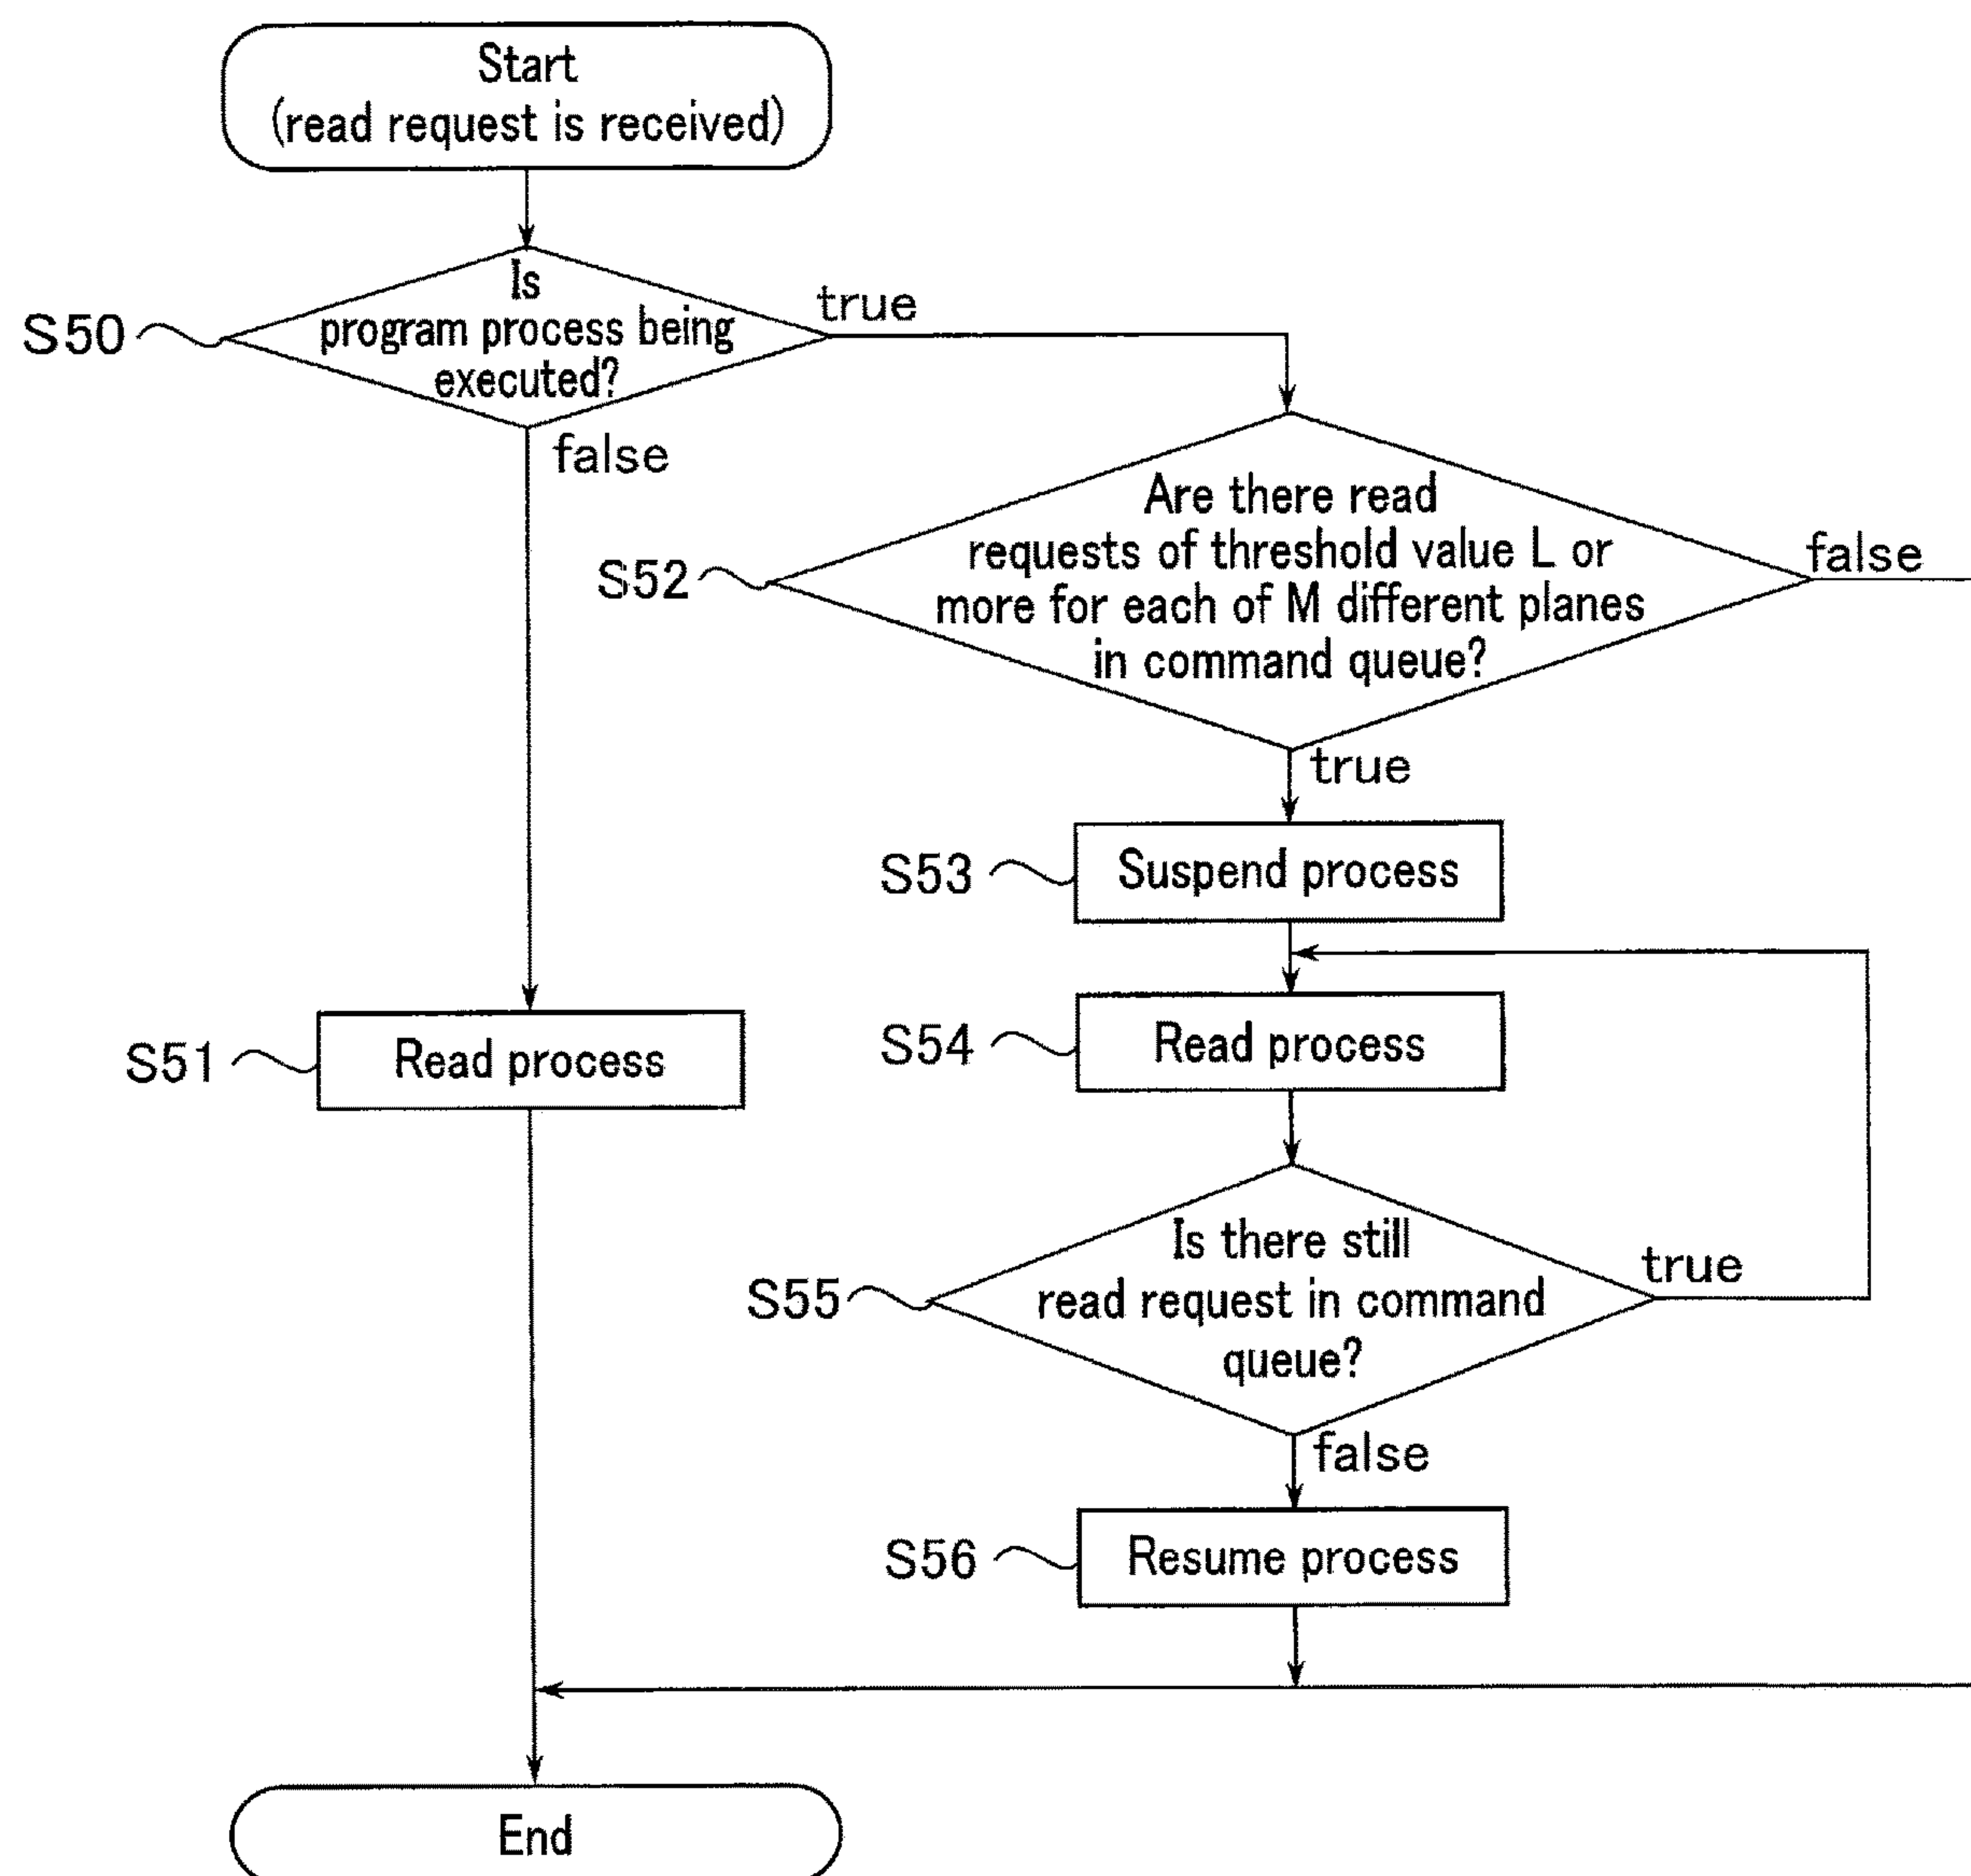 Start
(read request is received)
S50
Is
program process being
executed?
true
false
S52
Are there read
requests of threshold value L or
more for each of M different planes
in command queue?
false
true
S53
Suspend process
S51
Read process
S54
Read process
S55
Is there still
read request in command
queue?
true
false
S56
Resume process
End